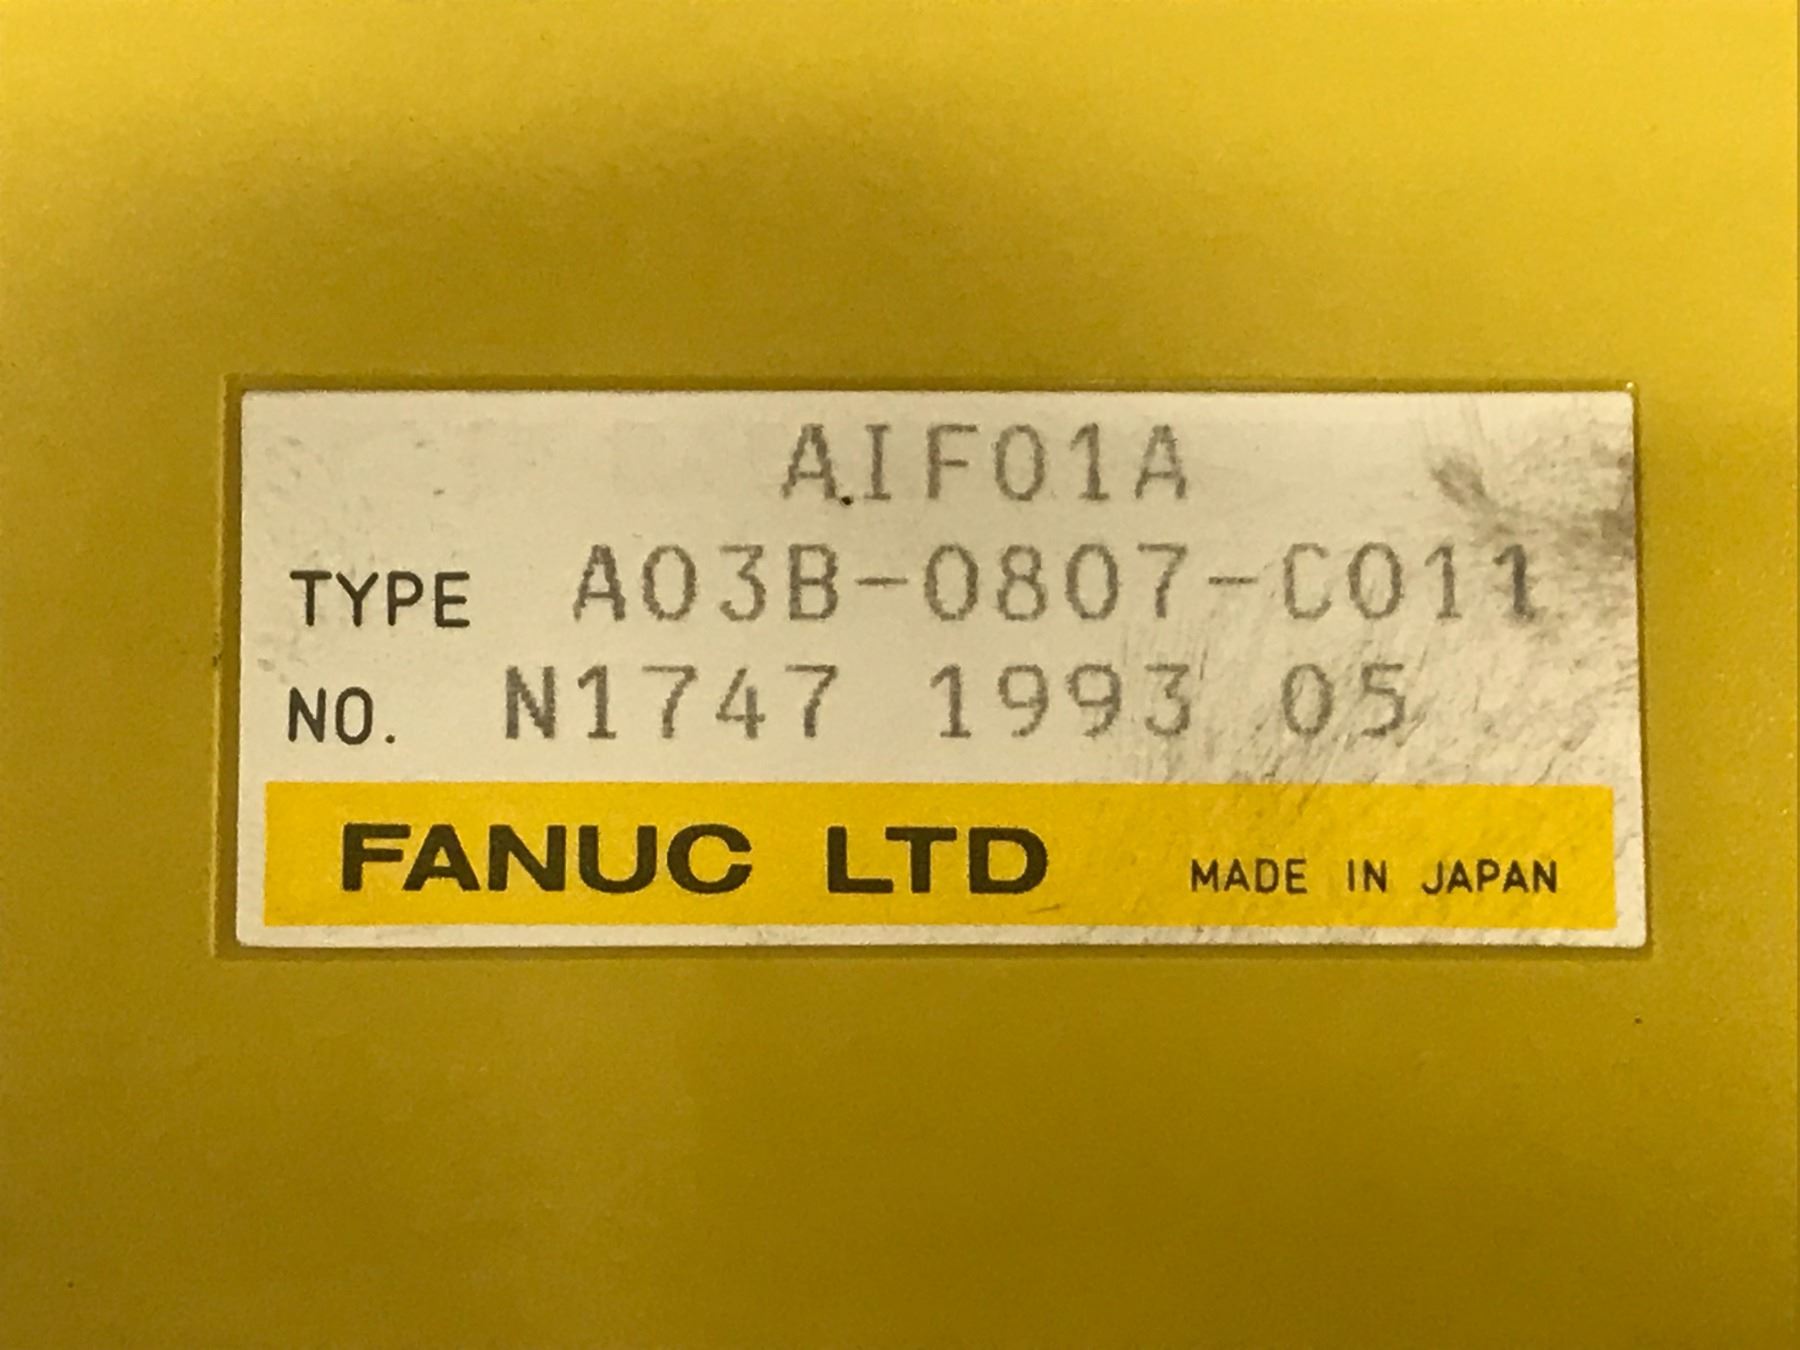 AIF01A
TYPE A03B-0807-C011
NO. N1747 1993 05
FANUC LTD MADE IN JAPAN